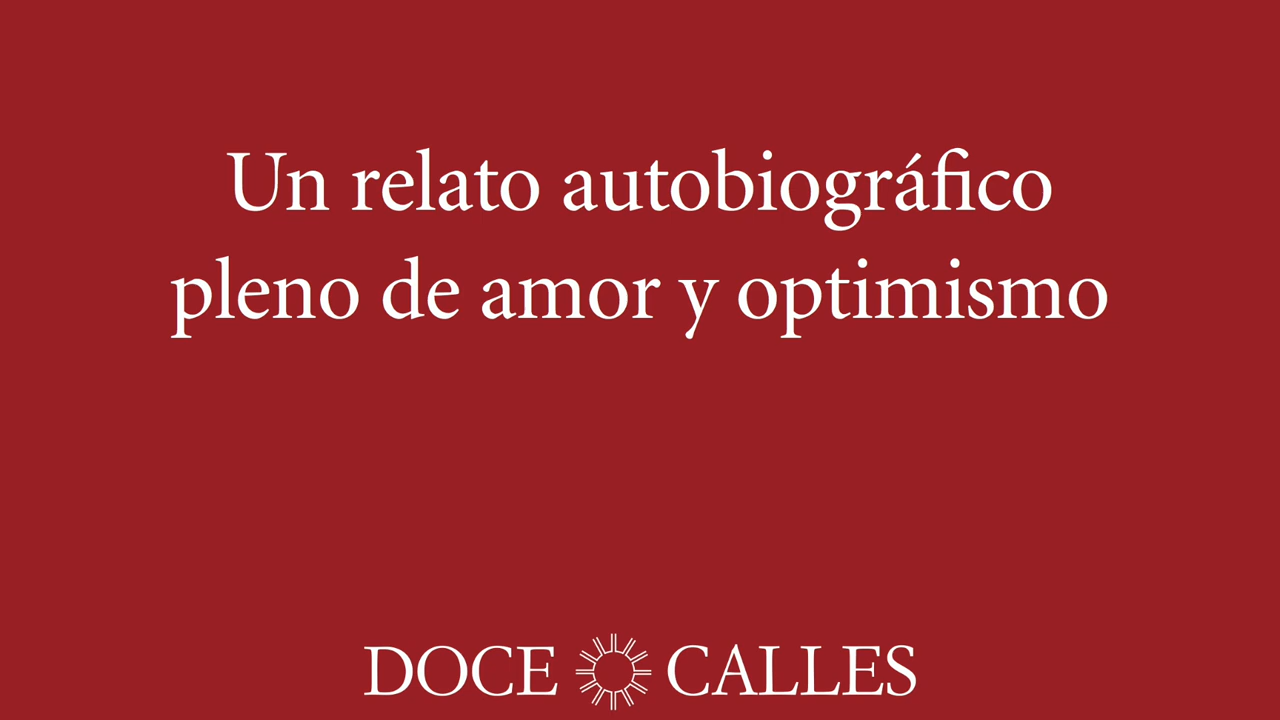 Un relato autobiográfico
pleno de amor y optimismo
DOCE CALLES